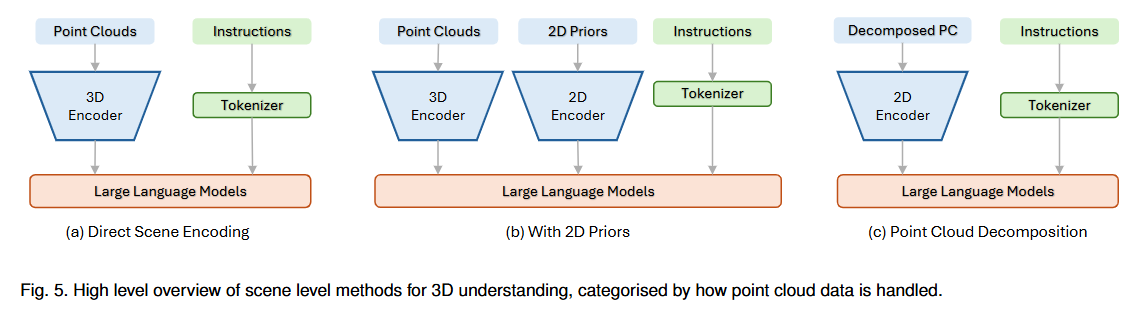 Point Clouds
Instructions
3D
Encoder
Tokenizer
Large Language Models
(a) Direct Scene Encoding
Point Clouds
2D Priors
Instructions
3D
Encoder
2D
Encoder
Tokenizer
Large Language Models
(b) With 2D Priors
Decomposed PC
Instructions
2D
Encoder
Tokenizer
Large Language Models
(c) Point Cloud Decomposition
Fig. 5. High level overview of scene level methods for 3D understanding, categorised by how point cloud data is handled.